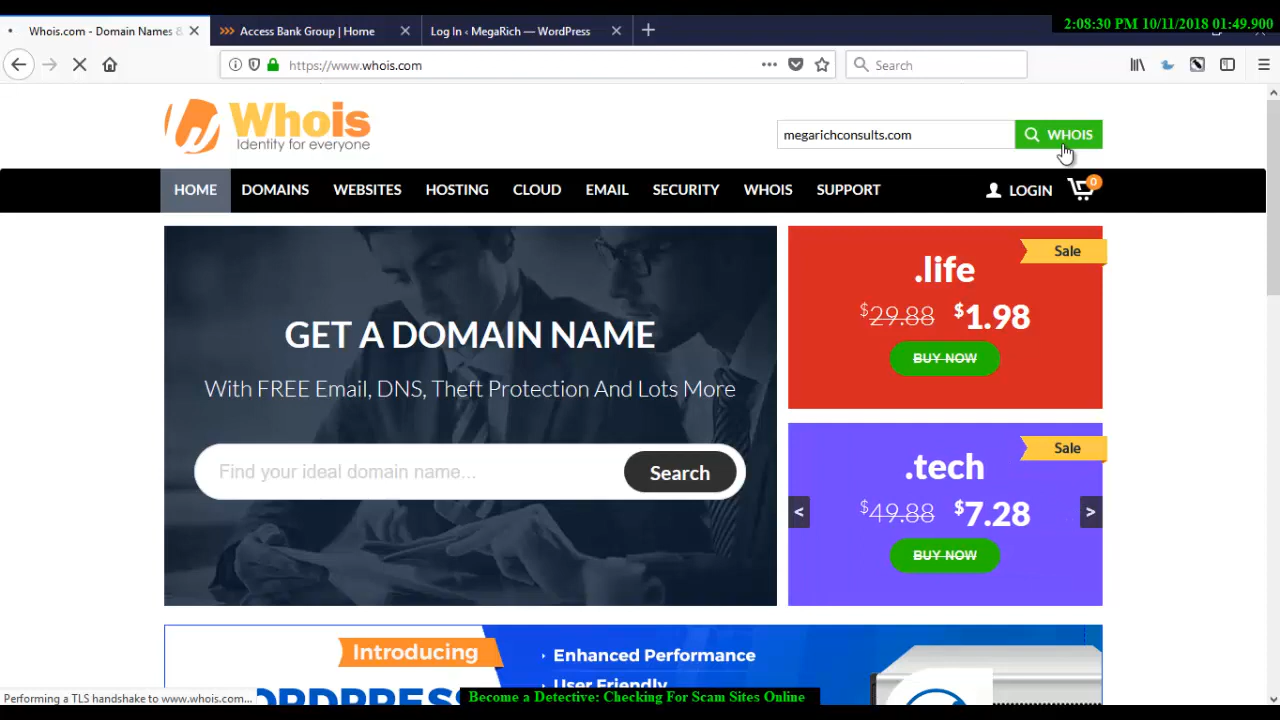 2:08:30 PM 10/11/2018 01:49.900
Whois.com - Domain Names &
Access Bank Group | Home
Log In ‹ MegaRich — WordPress
https://www.whois.com
Search
Whois
Identity for everyone
megarichconsults.com
WHOIS
HOME DOMAINS WEBSITES HOSTING CLOUD EMAIL SECURITY WHOIS SUPPORT LOGIN 0
GET A DOMAIN NAME
With FREE Email, DNS, Theft Protection And Lots More
Find your ideal domain name...
Search
Sale
.life
$29.88 $1.98
BUY NOW
Sale
.tech
$49.88 $7.28
< >
BUY NOW
Introducing
Enhanced Performance
User Friendly
WORDPRESS
Performing a TLS handshake to www.whois.com...
Become a Detective: Checking For Scam Sites Online